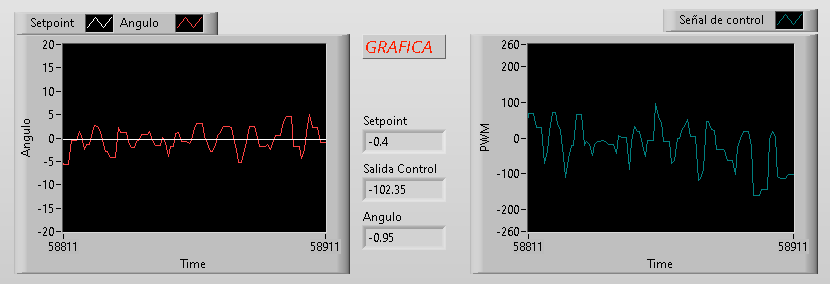 Setpoint
Angulo
20
15
10
5
0
-5
-10
-15
-20
Angulo
58811
58911
Time
GRAFICA
Setpoint
-0.4
Salida Control
-102.35
Angulo
-0.95
Señal de control
260
200
100
0
-100
-200
-260
PWM
58811
58911
Time